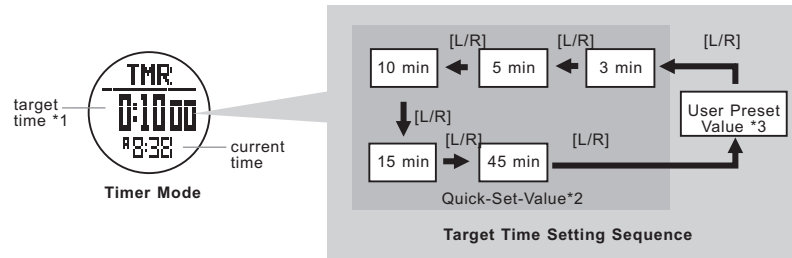 TMR
target
time *1
0:10 00
A 8:38
current
time
Timer Mode
[L/R]
[L/R]
[L/R]
10 min
5 min
3 min
[L/R]
User Preset
Value *3
[L/R]
[L/R]
15 min
45 min
Quick-Set-Value*2
Target Time Setting Sequence